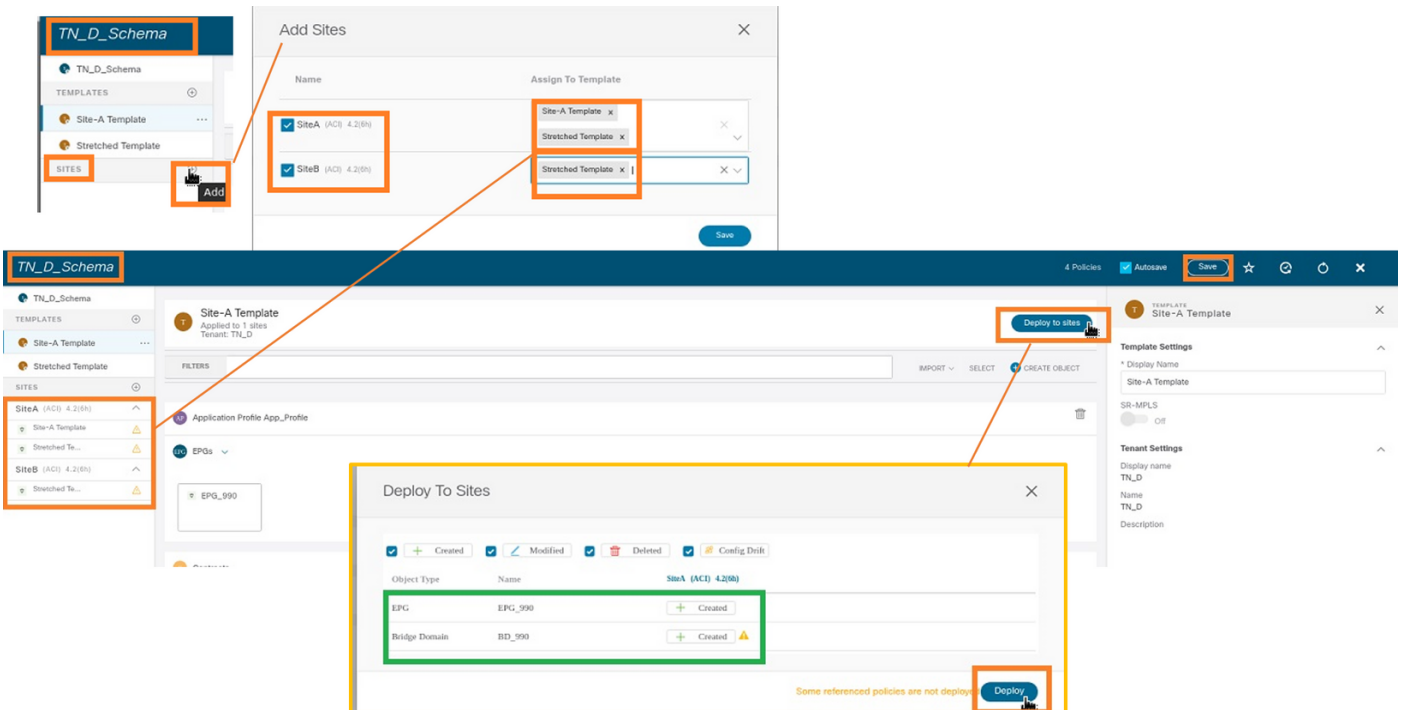 TN_D_Schema
TN_D_Schema
TEMPLATES
Site-A Template
Stretched Template
SITES
Add
Add Sites
Name
Assign To Template
SiteA (ACI) 4.2(6h)
Site-A Template x
Stretched Template x
SiteB (ACI) 4.2(6h)
Stretched Template x
Save
TN_D_Schema
4 Policies
Autosave
Save
TN_D_Schema
TEMPLATES
Site-A Template
Stretched Template
SITES
SiteA (ACI) 4.2(6h)
Site-A Template
Stretched Te...
SiteB (ACI) 4.2(6h)
Stretched Te...
T
Site-A Template
Applied to 1 sites
Tenant: TN_D
Deploy to sites
FILTERS
IMPORT
SELECT
CREATE OBJECT
AP Application Profile App_Profile
EPG EPGs
EPG_990
T
TEMPLATE
Site-A Template
Template Settings
* Display Name
Site-A Template
SR-MPLS
Off
Tenant Settings
Display name
TN_D
Name
TN_D
Description
Deploy To Sites
Created
Modified
Deleted
Config Drift
Object Type Name SiteA (ACI) 4.2(6h)
EPG EPG_990 Created
Bridge Domain BD_990 Created
Some referenced policies are not deploye
Deploy